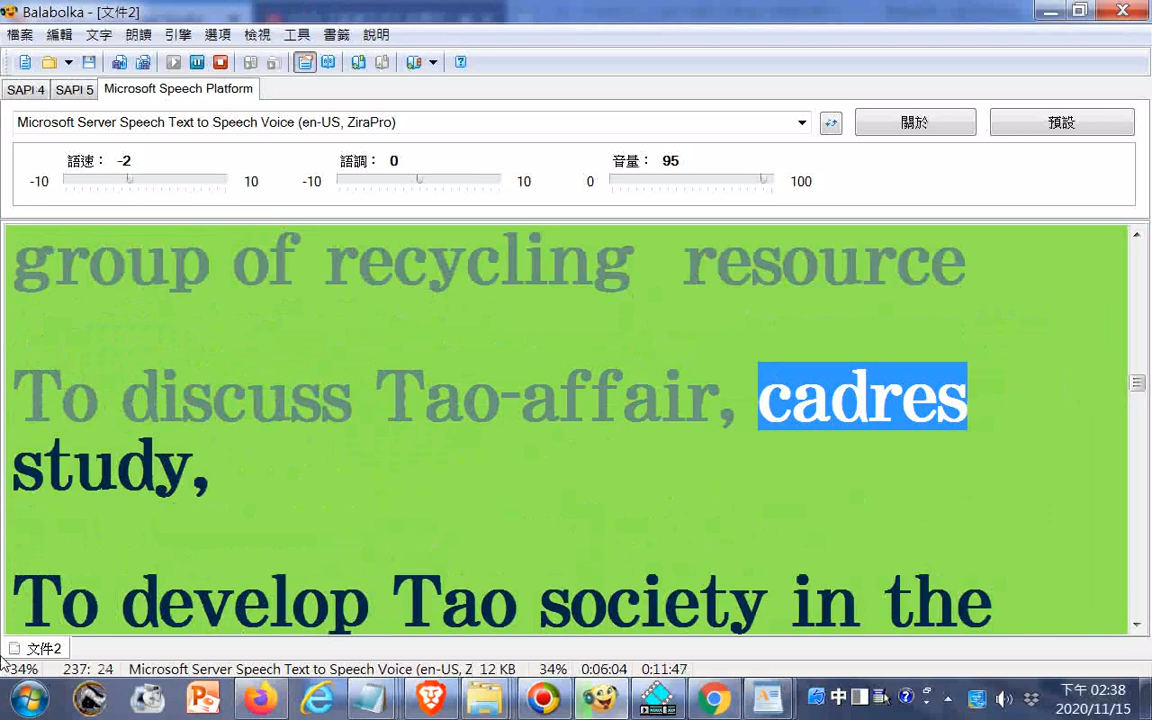 Balabolka - [文件2]
檔案 編輯 文字 朗讀 引擎 選項 檢視 工具 書籤 說明
SAPI 4 SAPI 5 Microsoft Speech Platform
Microsoft Server Speech Text to Speech Voice (en-US, ZiraPro)
關於 預設
語速： -2 語調： 0 音量： 95
-10 10 -10 10 0 100
group of recycling  resource
To discuss Tao-affair, cadres
study,
To develop Tao society in the
文件2
34% 237: 24 Microsoft Server Speech Text to Speech Voice (en-US, Z 12 KB 34% 0:06:04 0:11:47
中
下午 02:38
2020/11/15